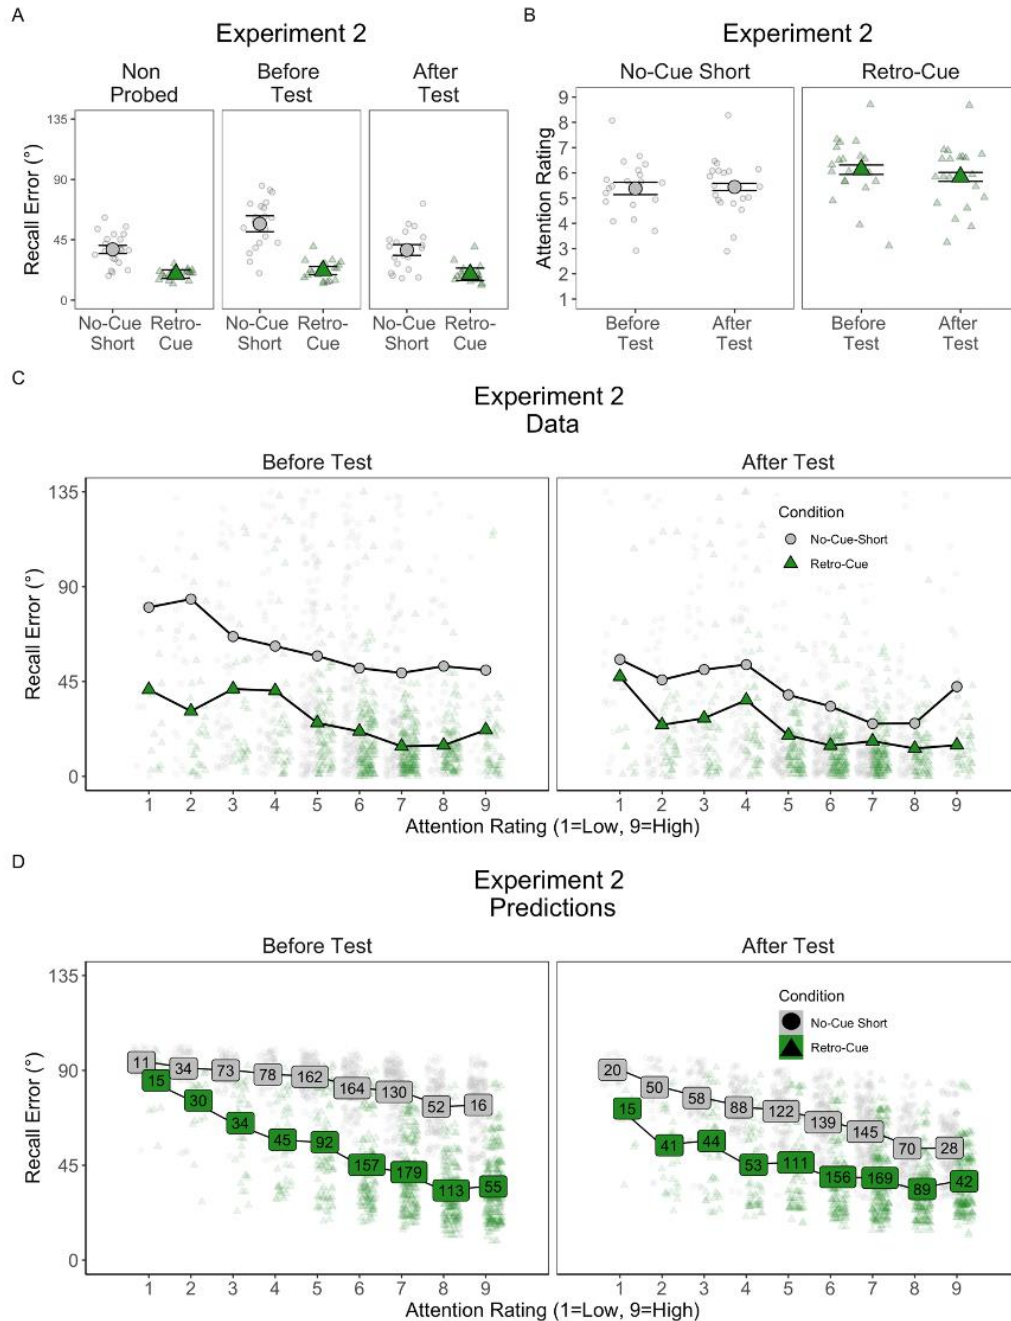 A
Experiment 2
Non Probed
Before Test
After Test
Recall Error (°)
135
90
45
0
No-Cue Short
Retro-Cue
No-Cue Short
Retro-Cue
No-Cue Short
Retro-Cue
B
Experiment 2
No-Cue Short
Retro-Cue
Attention Rating
9
8
7
6
5
4
3
2
1
Before Test
After Test
Before Test
After Test
C
Experiment 2
Data
Before Test
After Test
Recall Error (°)
135
90
45
0
Condition
No-Cue-Short
Retro-Cue
1 2 3 4 5 6 7 8 9
1 2 3 4 5 6 7 8 9
Attention Rating (1=Low, 9=High)
D
Experiment 2
Predictions
Before Test
After Test
Recall Error (°)
135
90
45
0
11 34 73 78 162 164 130 52 16
15 30 34 45 92 157 179 113 55
Condition
No-Cue Short
Retro-Cue
20 50 58 88 122 139 145 70 28
15 41 44 53 111 156 169 89 42
1 2 3 4 5 6 7 8 9
1 2 3 4 5 6 7 8 9
Attention Rating (1=Low, 9=High)